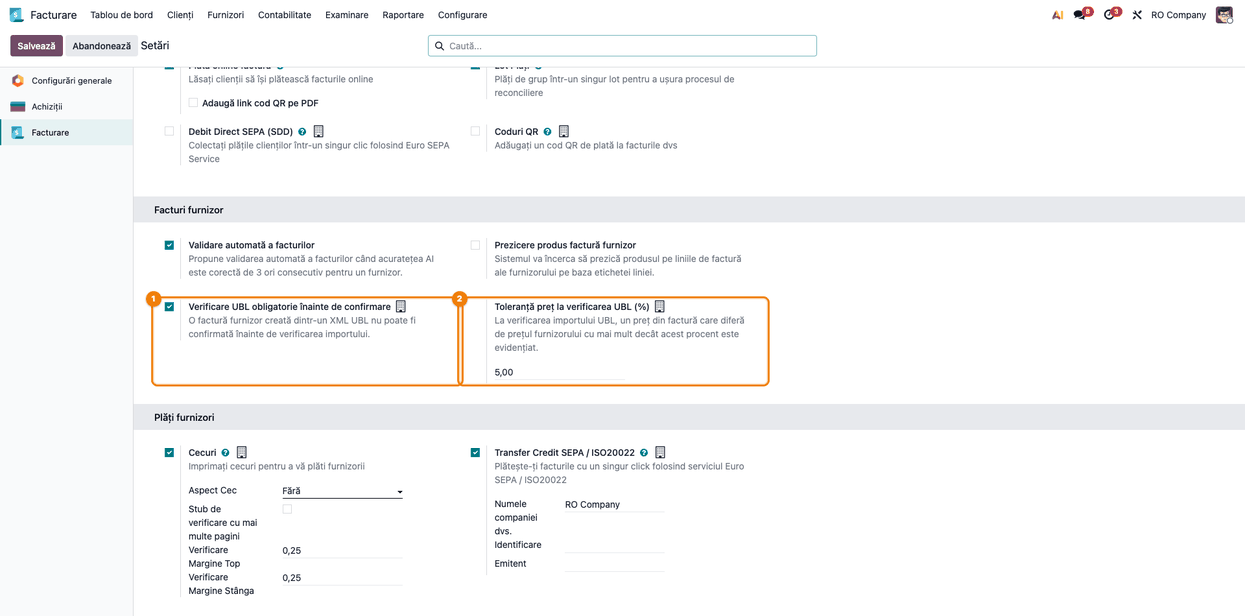 Facturare Tablou de bord Clienți Furnizori Contabilitate Examinare Raportare Configurare AI 8 3 RO Company
Salvează Abandonează Setări Caută...
Configurări generale
Achiziții
Facturare
Plată online factură
Lăsați clienții să își plătească facturile online
Adaugă link cod QR pe PDF
Lot Plăți
Plăți de grup într-un singur lot pentru a ușura procesul de
reconciliere
Debit Direct SEPA (SDD)
Colectați plățile clienților într-un singur clic folosind Euro SEPA
Service
Coduri QR
Adăugați un cod QR de plată la facturile dvs
Facturi furnizor
Validare automată a facturilor
Propune validarea automată a facturilor când acuratețea AI
este corectă de 3 ori consecutiv pentru un furnizor.
Prezicere produs factură furnizor
Sistemul va încerca să prezică produsul pe liniile de factură
ale furnizorului pe baza etichetei liniei.
1
Verificare UBL obligatorie înainte de confirmare
O factură furnizor creată dintr-un XML UBL nu poate fi
confirmată înainte de verificarea importului.
2
Toleranță preț la verificarea UBL (%)
La verificarea importului UBL, un preț din factură care diferă
de prețul furnizorului cu mai mult decât acest procent este
evidențiat.
5,00
Plăți furnizori
Cecuri
Imprimați cecuri pentru a vă plăti furnizorii
Aspect Cec Fără
Stub de
verificare cu mai
multe pagini
Verificare 0,25
Margine Top
Verificare 0,25
Margine Stânga
Transfer Credit SEPA / ISO20022
Plătește-ți facturile cu un singur click folosind serviciul Euro
SEPA / ISO20022
Numele RO Company
companiei
dvs.
Identificare
Emitent